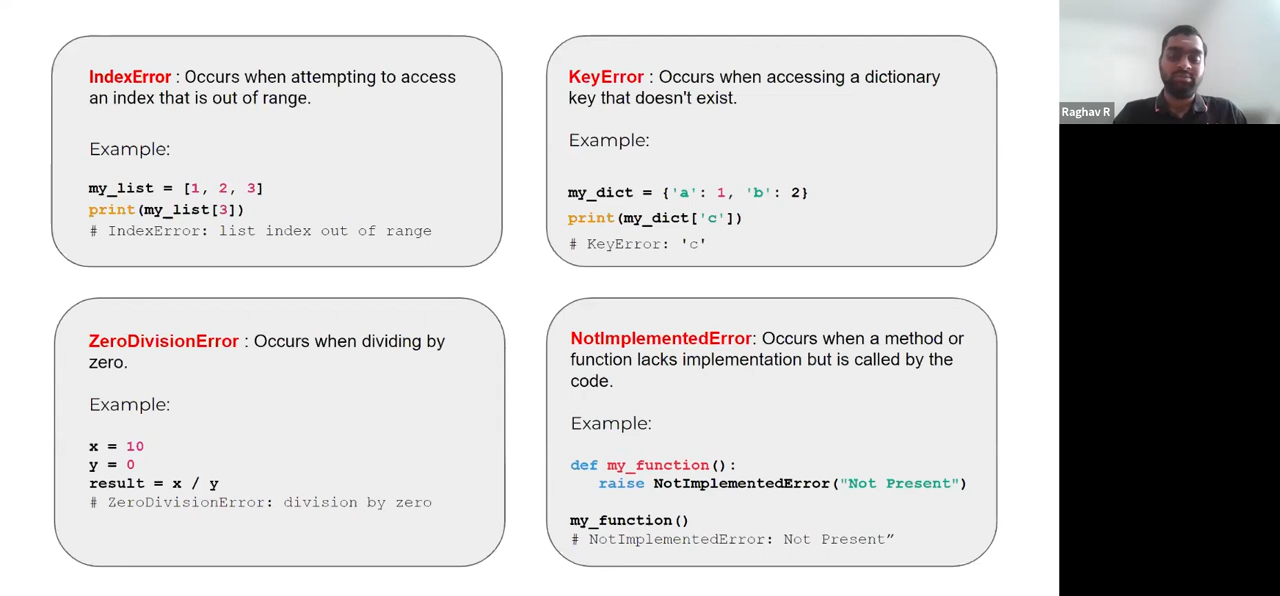 IndexError : Occurs when attempting to access
an index that is out of range.
Example:
my_list = [1, 2, 3]
print(my_list[3])
# IndexError: list index out of range
KeyError : Occurs when accessing a dictionary
key that doesn't exist.
Example:
my_dict = {'a': 1, 'b': 2}
print(my_dict['c'])
# KeyError: 'c'
ZeroDivisionError : Occurs when dividing by
zero.
Example:
x = 10
y = 0
result = x / y
# ZeroDivisionError: division by zero
NotImplementedError: Occurs when a method or
function lacks implementation but is called by the
code.
Example:
def my_function():
raise NotImplementedError("Not Present")
my_function()
# NotImplementedError: Not Present”
Raghav R